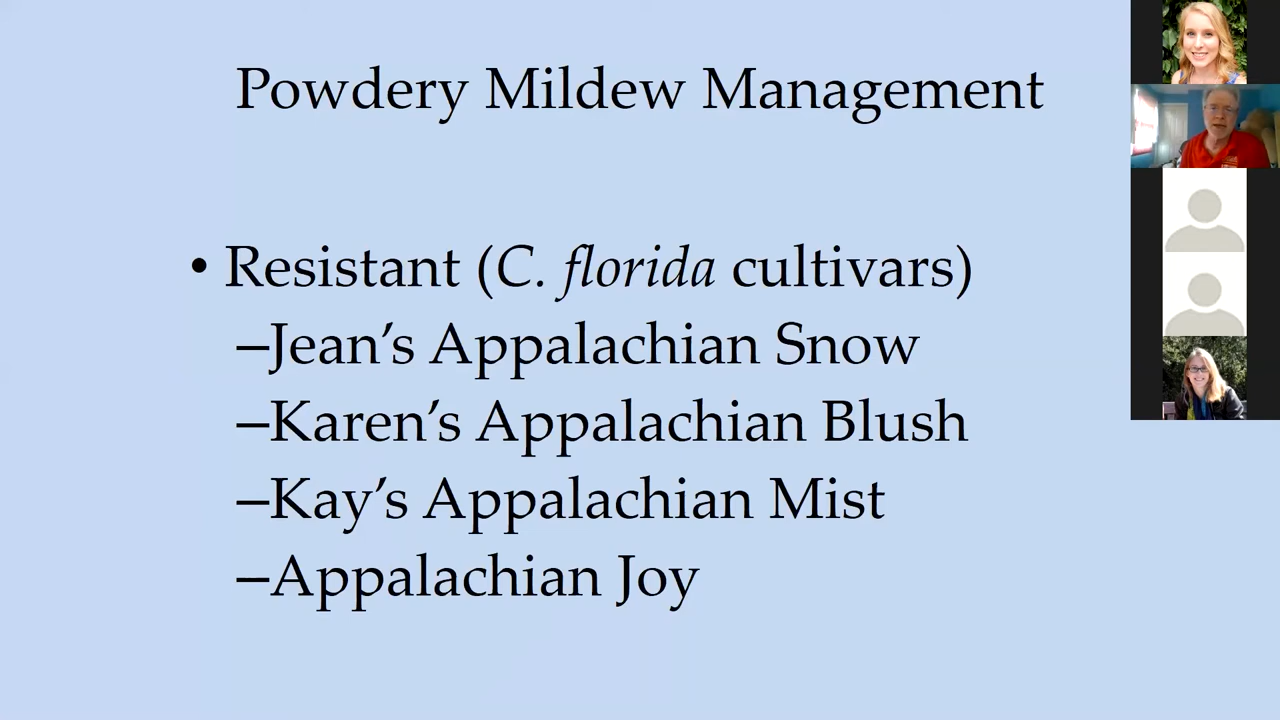 Powdery Mildew Management
• Resistant (C. florida cultivars)
–Jean’s Appalachian Snow
–Karen’s Appalachian Blush
–Kay’s Appalachian Mist
–Appalachian Joy